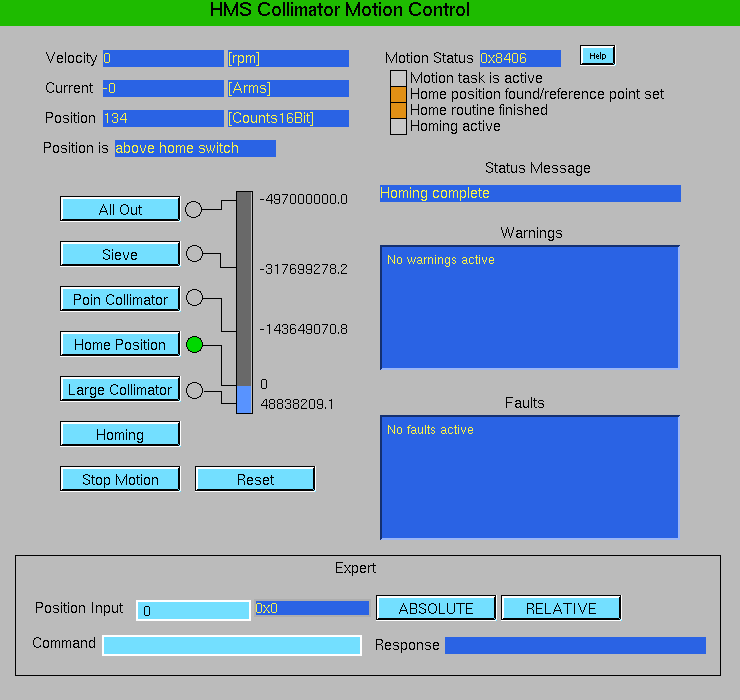 HMS Collimator Motion Control
Velocity 0 [rpm]
Current -0 [Arms]
Position 134 [Counts16Bit]
Position is above home switch
Motion Status 0x8406 Help
Motion task is active
Home position found/reference point set
Home routine finished
Homing active
Status Message
Homing complete
Warnings
No warnings active
Faults
No faults active
All Out -497000000.0
Sieve -317699278.2
Poin Collimator -143649070.8
Home Position 0
Large Collimator 48838209.1
Homing
Stop Motion Reset
Expert
Position Input 0 0x0 ABSOLUTE RELATIVE
Command Response